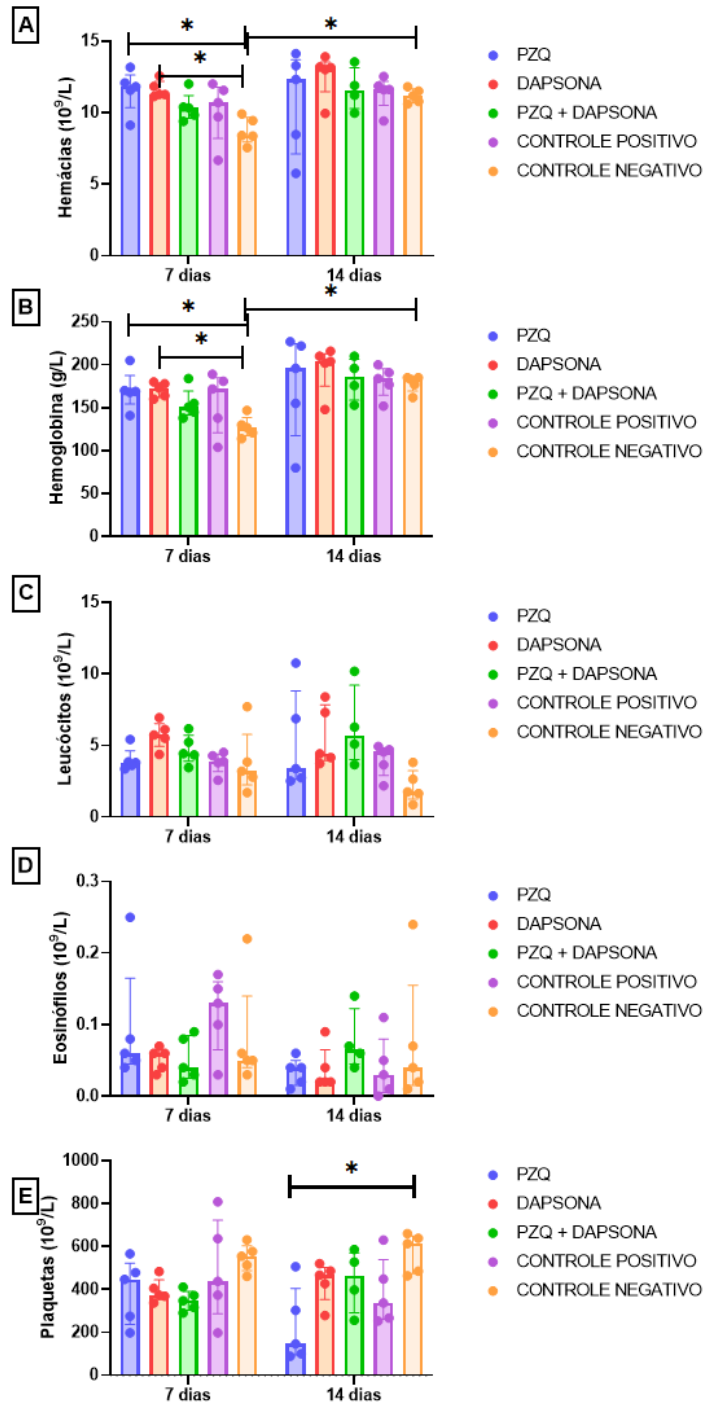 A
*
*
*
Hemácias (10⁹/L)
15
10
5
0
7 dias
14 dias
PZQ
DAPSONA
PZQ + DAPSONA
CONTROLE POSITIVO
CONTROLE NEGATIVO
B
*
*
*
Hemoglobina (g/L)
200
150
100
50
0
7 dias
14 dias
PZQ
DAPSONA
PZQ + DAPSONA
CONTROLE POSITIVO
CONTROLE NEGATIVO
C
Leucócitos (10⁹/L)
15
10
5
0
7 dias
14 dias
PZQ
DAPSONA
PZQ + DAPSONA
CONTROLE POSITIVO
CONTROLE NEGATIVO
D
Eosinófilos (10⁹/L)
0.3
0.2
0.1
0.0
7 dias
14 dias
PZQ
DAPSONA
PZQ + DAPSONA
CONTROLE POSITIVO
CONTROLE NEGATIVO
E
*
Plaquetas (10⁹/L)
1000
800
600
400
200
0
7 dias
14 dias
PZQ
DAPSONA
PZQ + DAPSONA
CONTROLE POSITIVO
CONTROLE NEGATIVO